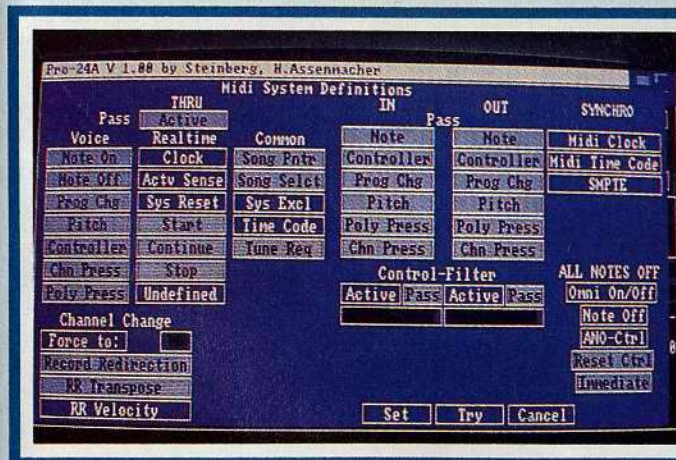 Pro-24A V 1.00 by Steinberg, H.Assenmacher
Midi System Definitions
THRU
Pass Active
Voice
Note On
Note Off
Prog Chg
Pitch
Controller
Chn Press
Poly Press
Realtime
Clock
Actv Sense
Sys Reset
Start
Continue
Stop
Undefined
Common
Song Pntr
Song Selct
Sys Excl
Time Code
Tune Req
Channel Change
Force to:
Record Redirection
RR Transpose
RR Velocity
IN OUT
Pass
Note Note
Controller Controller
Prog Chg Prog Chg
Pitch Pitch
Poly Press Poly Press
Chn Press Chn Press
Control-Filter
Active Pass Active Pass
SYNCHRO
Midi Clock
Midi Time Code
SMPTE
ALL NOTES OFF
Omni On/Off
Note Off
ANO-Ctrl
Reset Ctrl
Immediate
Set Try Cancel